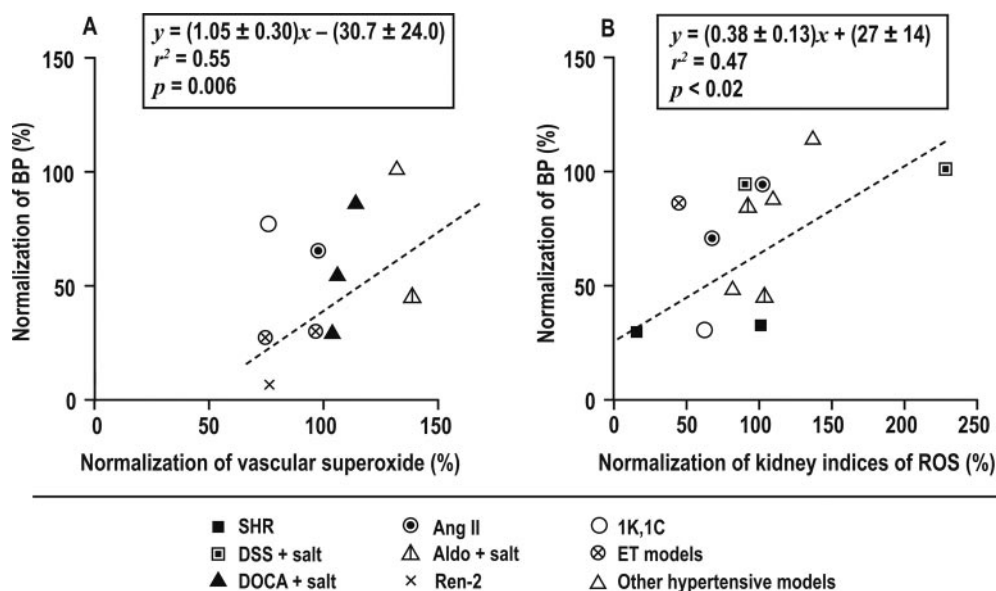 A
y = (1.05 ± 0.30)x – (30.7 ± 24.0)
r² = 0.55
p = 0.006
150
100
50
0
Normalization of BP (%)
0 50 100 150
Normalization of vascular superoxide (%)
B
y = (0.38 ± 0.13)x + (27 ± 14)
r² = 0.47
p < 0.02
150
100
50
0
Normalization of BP (%)
0 50 100 150 200 250
Normalization of kidney indices of ROS (%)
SHR
DSS + salt
DOCA + salt
Ang II
Aldo + salt
Ren-2
1K,1C
ET models
Other hypertensive models